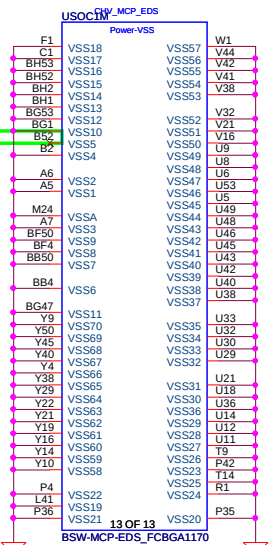 CHV_MCP_EDS
USOC1M
Power-VSS
F1 VSS18 VSS57 W1
C1 VSS17 VSS56 V44
BH53 VSS16 VSS55 V42
BH52 VSS15 VSS54 V41
BH2 VSS14 VSS53 V38
BH1 VSS13
BG53 VSS12 VSS52 V32
BG1 VSS10 VSS51 V21
B52 VSS5 VSS50 V16
B2 VSS4 VSS49 U9
VSS48 U8
A6 VSS2 VSS47 U6
A5 VSS1 VSS46 U53
VSS45 U5
M24 VSSA VSS44 U49
A7 VSS3 VSS43 U48
BF50 VSS9 VSS42 U46
BF4 VSS8 VSS41 U45
BB50 VSS7 VSS40 U43
VSS39 U42
BB4 VSS6 VSS38 U40
VSS37 U38
BG47 VSS11
Y9 VSS70 VSS35 U33
Y50 VSS69 VSS34 U32
Y45 VSS68 VSS33 U30
Y40 VSS67 VSS32 U29
Y4 VSS66
Y38 VSS65 VSS31 U21
Y29 VSS64 VSS30 U18
Y22 VSS63 VSS36 U36
Y21 VSS62 VSS29 U14
Y19 VSS61 VSS28 U12
Y16 VSS60 VSS27 U11
Y14 VSS59 VSS26 T9
Y10 VSS58 VSS23 P42
VSS25 T14
P4 VSS22 VSS24 R1
L41 VSS19
P36 VSS21 VSS20 P35
13 OF 13
BSW-MCP-EDS_FCBGA1170